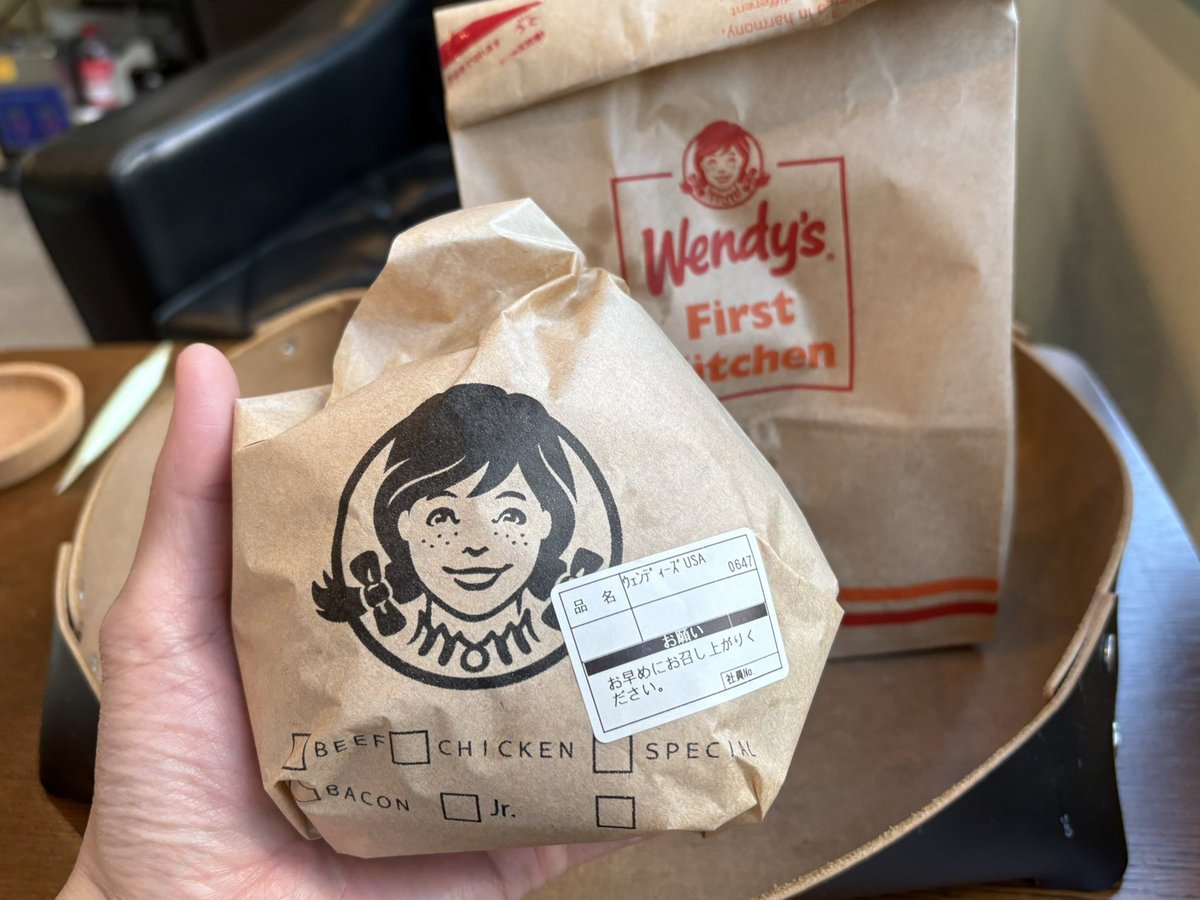 in harmony.
different
Wendy's
First
Kitchen
ウェンディーズUSA 0647
品名
お願い
お早めにお召し上がりく
ださい。
社員No.
BEEF CHICKEN SPECIAL
BACON Jr.